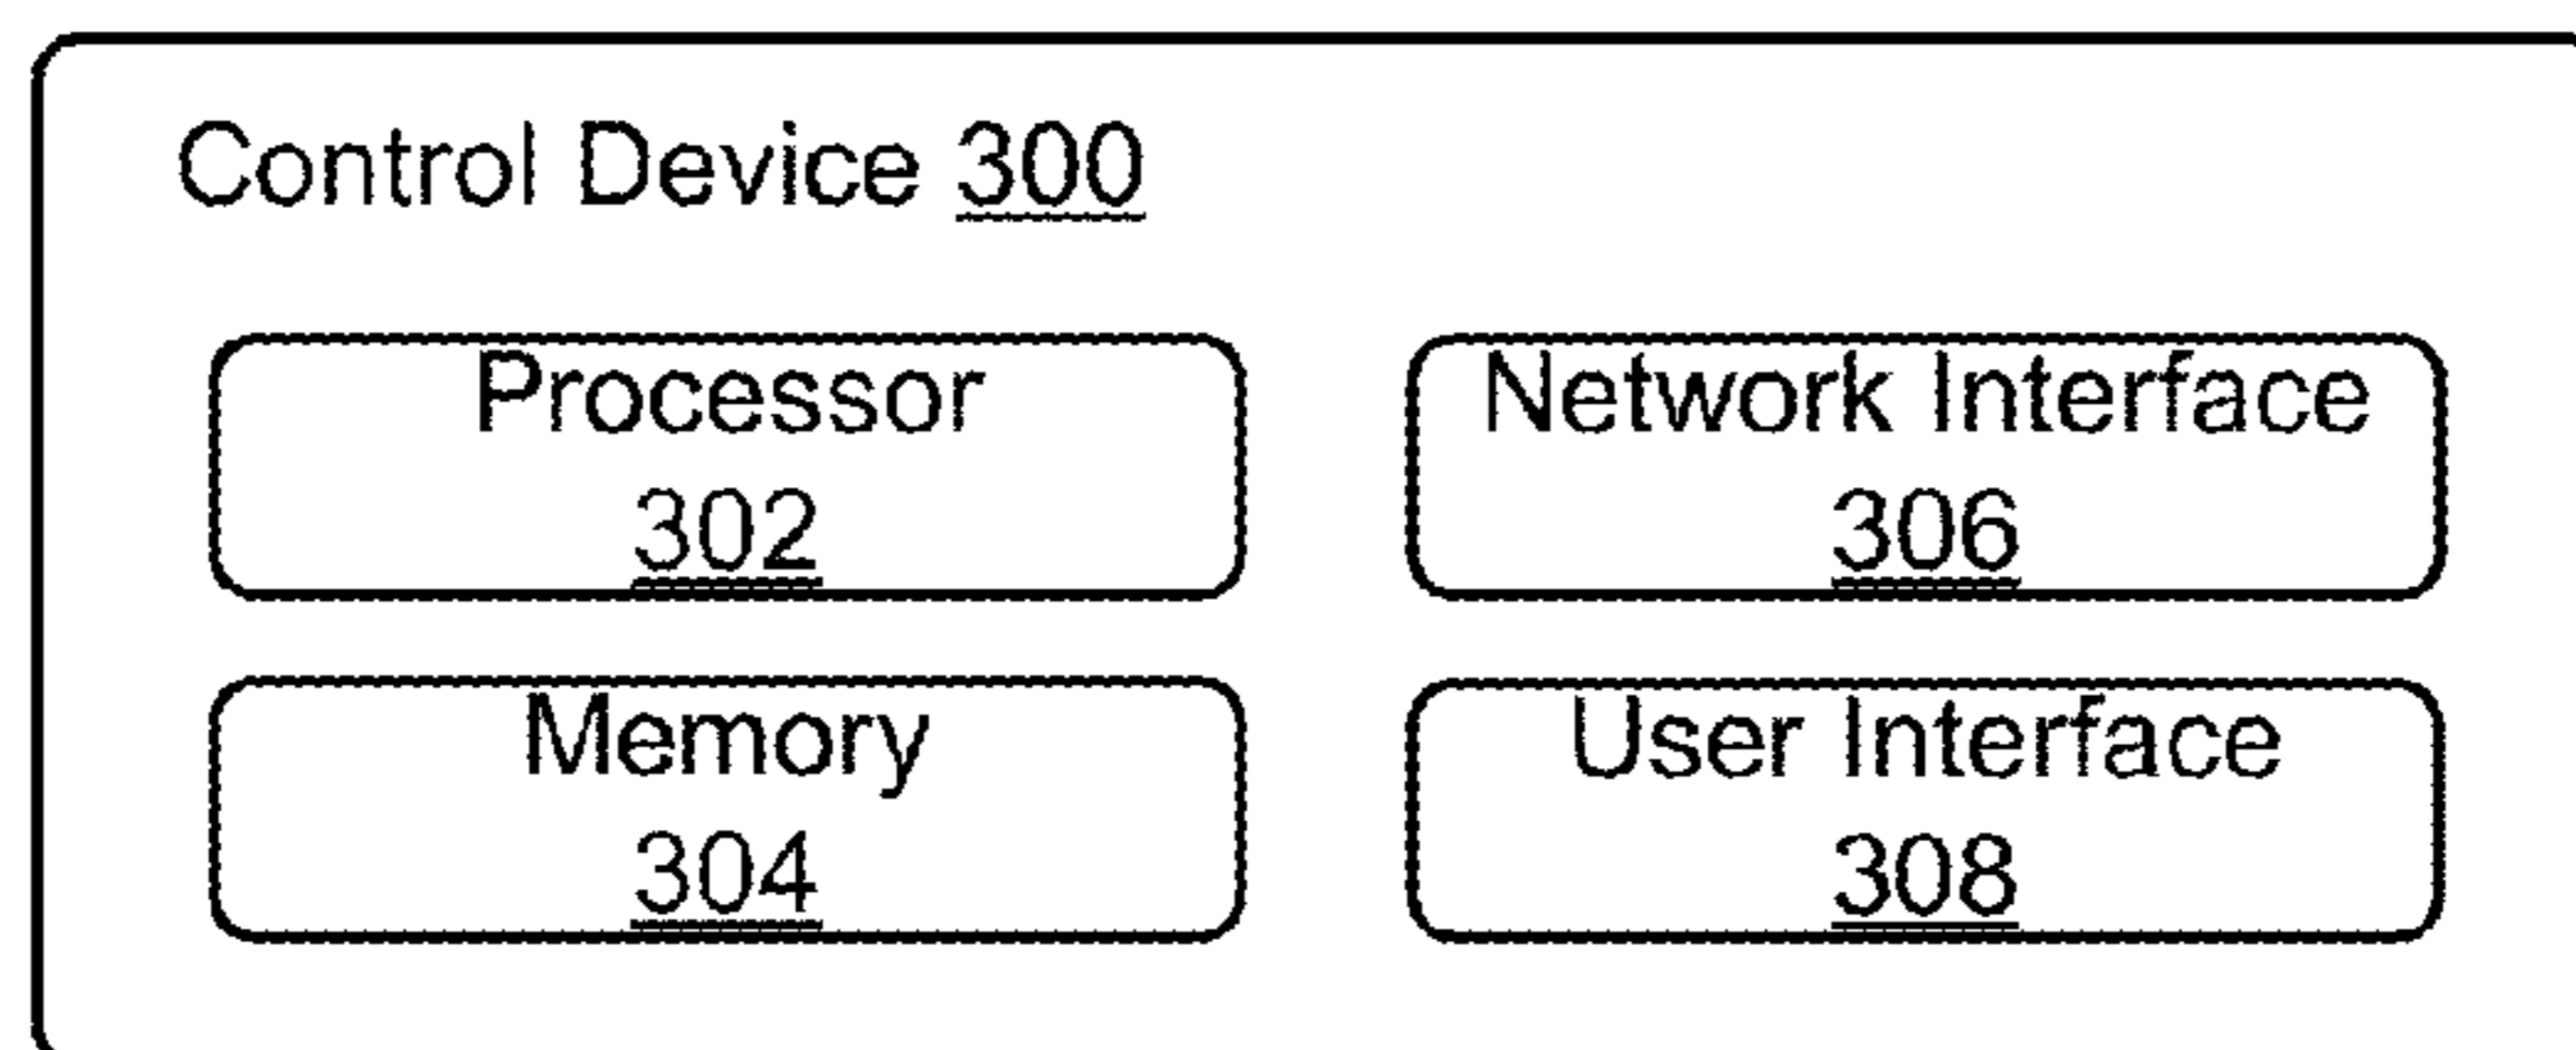 Control Device 300
Processor
302
Network Interface
306
Memory
304
User Interface
308